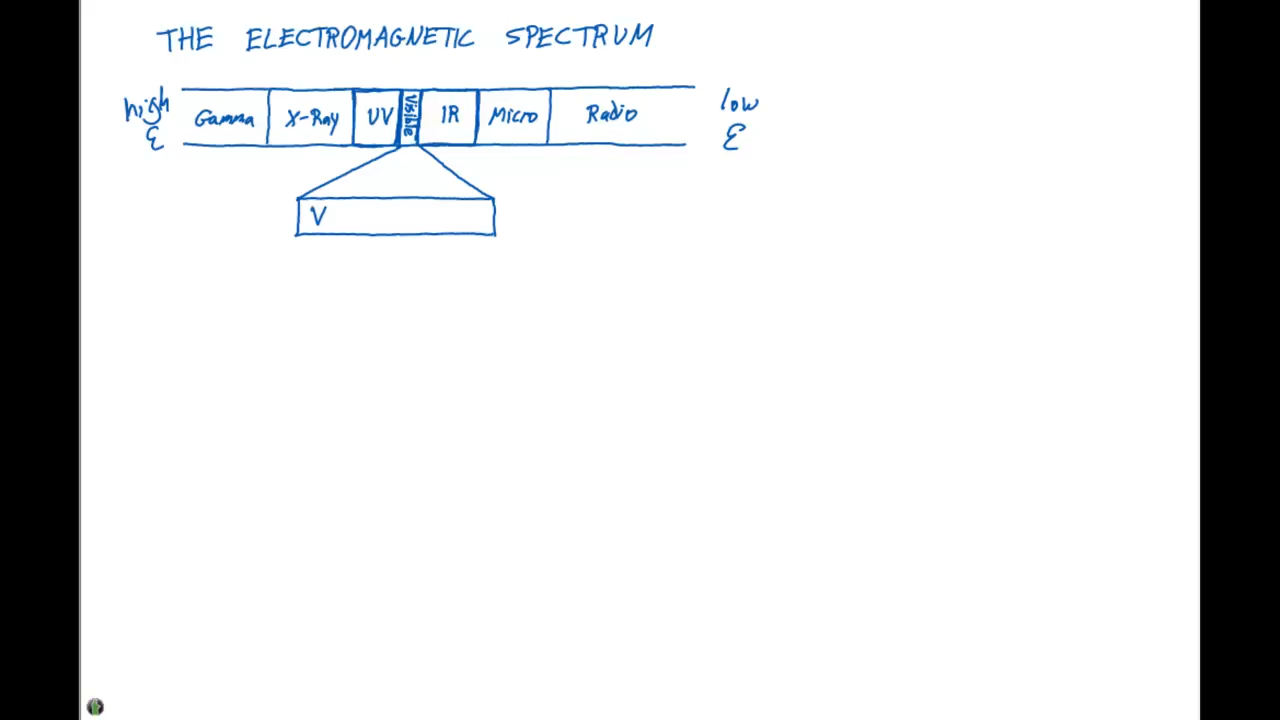 THE ELECTROMAGNETIC SPECTRUM
high E Gamma X-Ray UV Visible IR Micro Radio low E
V